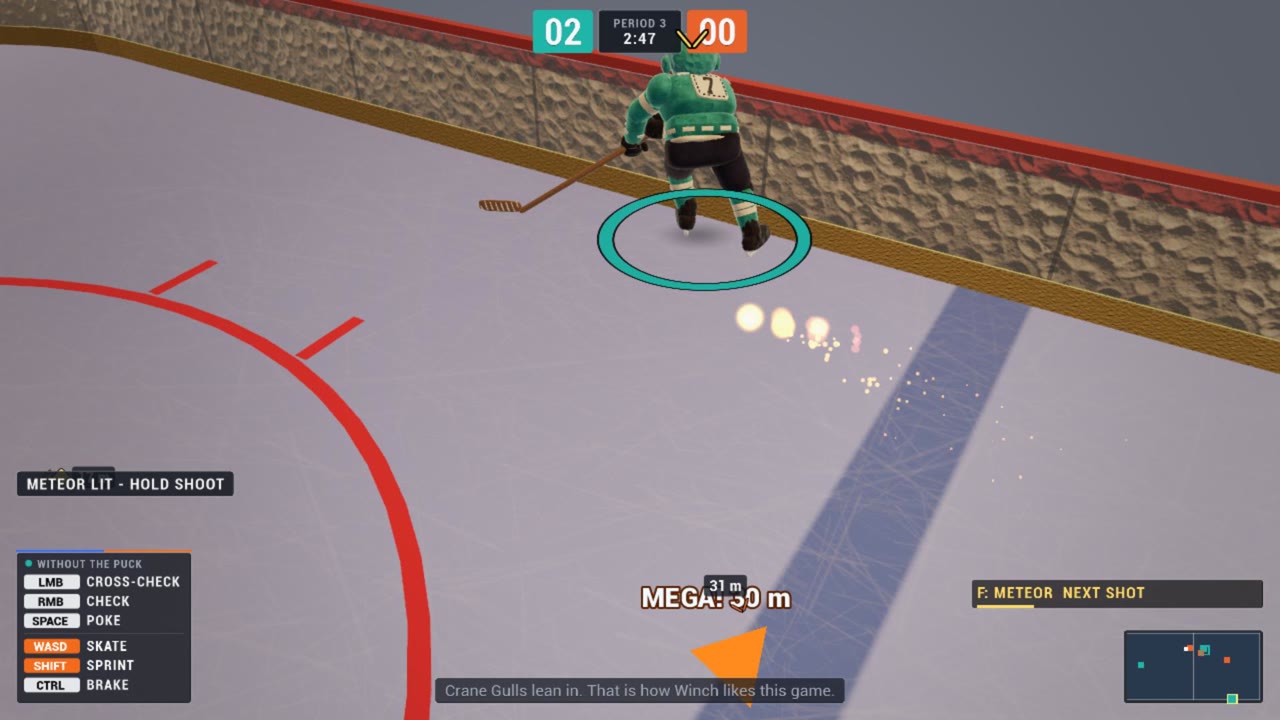 02
PERIOD 3
2:47
00
7
METEOR LIT - HOLD SHOOT
WITHOUT THE PUCK
LMB CROSS-CHECK
RMB CHECK
SPACE POKE
WASD SKATE
SHIFT SPRINT
CTRL BRAKE
31 m
MEGA! 30 m
F: METEOR NEXT SHOT
Crane Gulls lean in. That is how Winch likes this game.